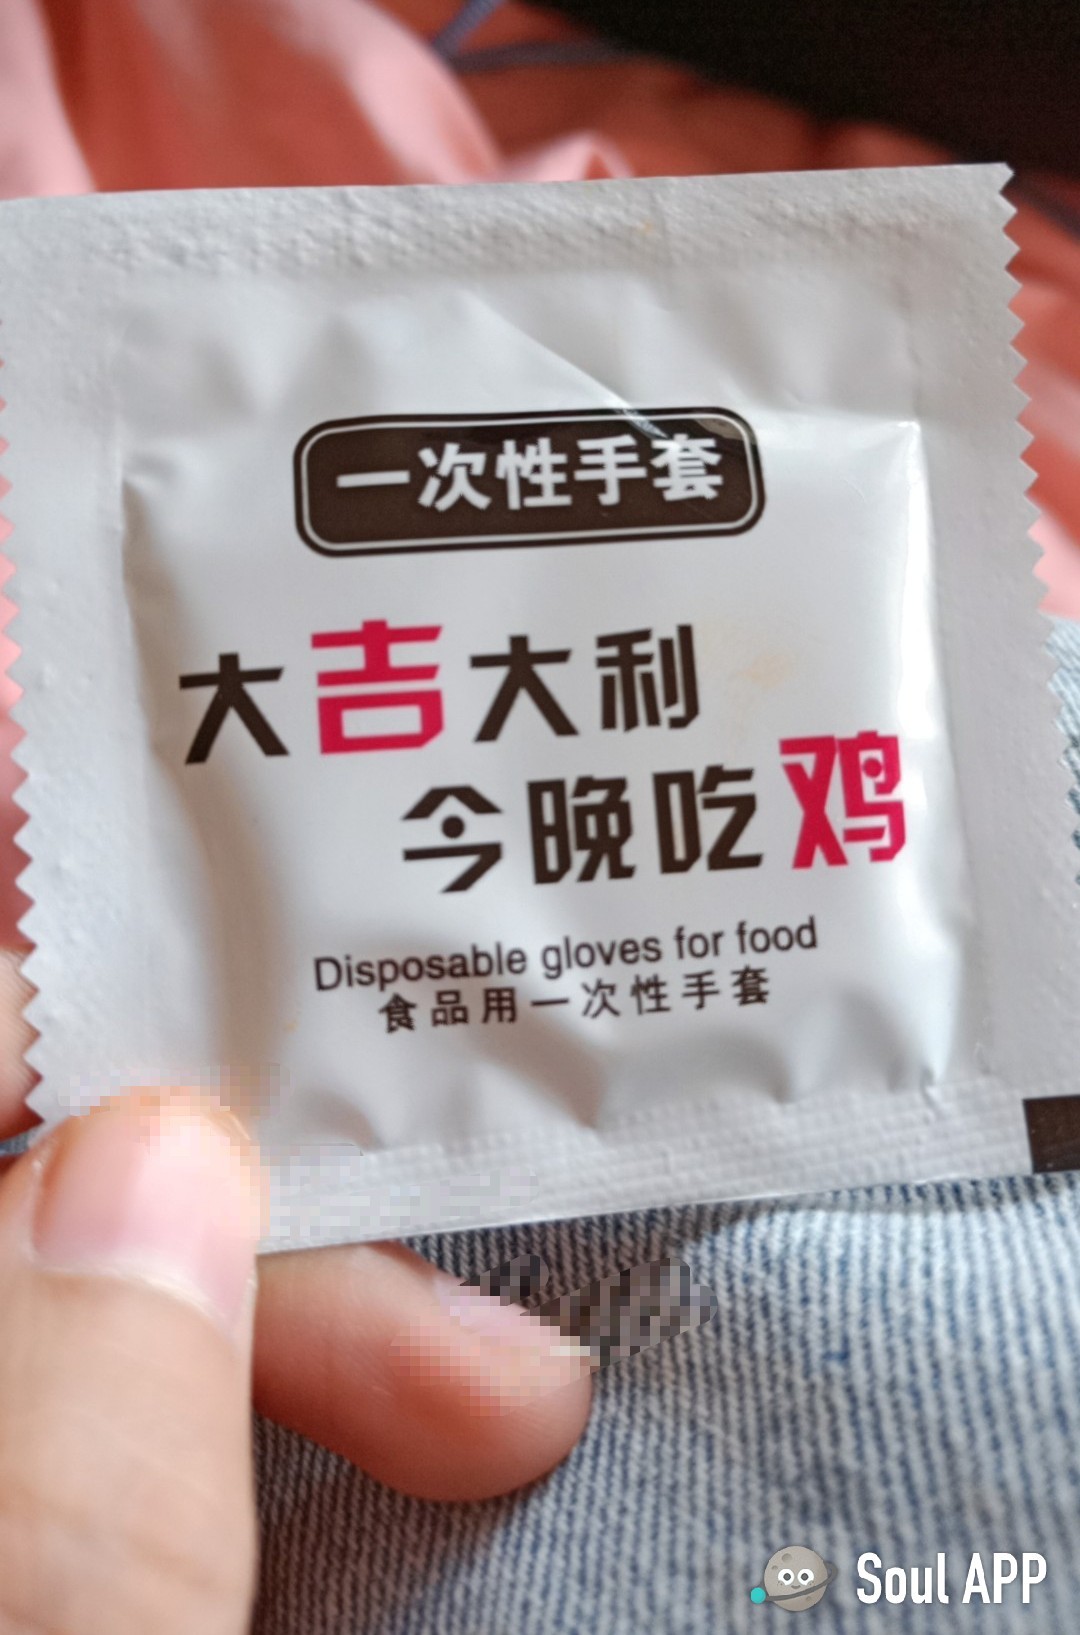 一次性手套
大吉大利
今晚吃鸡
Disposable gloves for food
食品用一次性手套
Soul APP